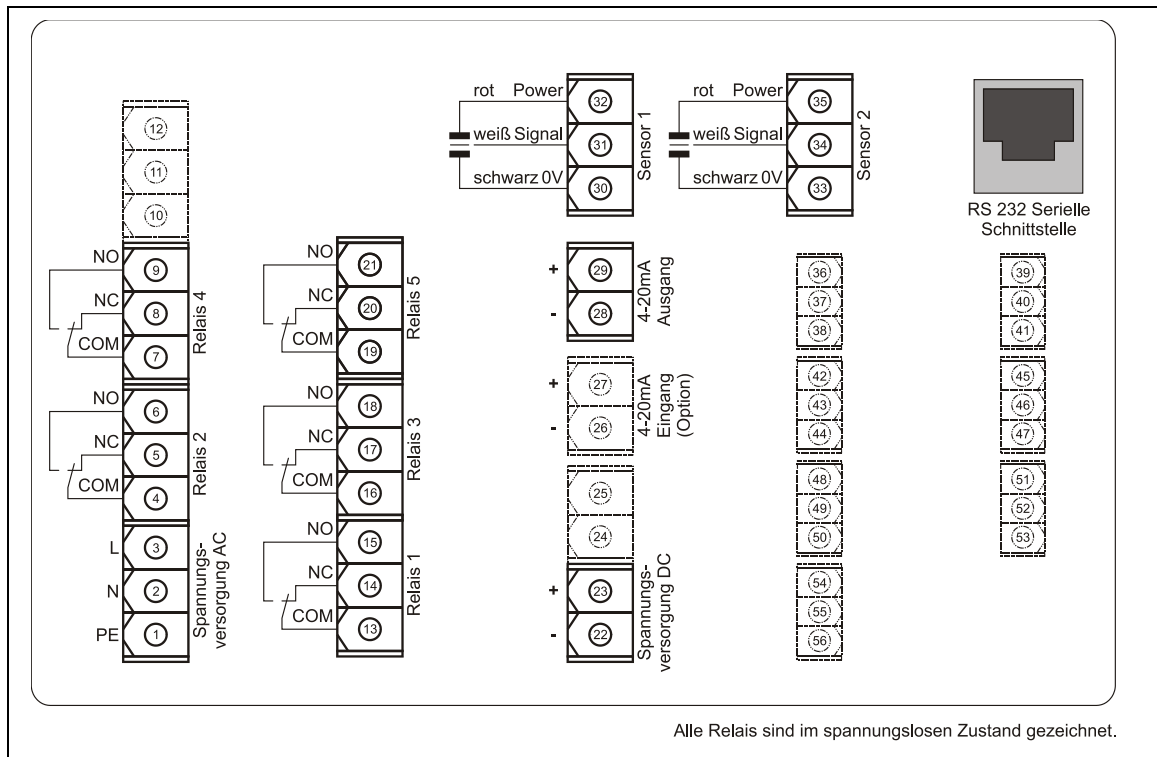 rot Power
weiß Signal
schwarz 0V
32
31
30
Sensor 1
rot Power
weiß Signal
schwarz 0V
35
34
33
Sensor 2
RS 232 Serielle
Schnittstelle
12
11
10
NO
NC
COM
9
8
7
Relais 4
NO
NC
COM
6
5
4
Relais 2
L
N
PE
3
2
1
Spannungs-
versorgung AC
NO
NC
COM
21
20
19
Relais 5
NO
NC
COM
18
17
16
Relais 3
NO
NC
COM
15
14
13
Relais 1
+
-
29
28
4-20mA
Ausgang
+
-
27
26
4-20mA
Eingang
(Option)
25
24
+
-
23
22
Spannungs-
versorgung DC
36
37
38
42
43
44
48
49
50
54
55
56
39
40
41
45
46
47
51
52
53
Alle Relais sind im spannungslosen Zustand gezeichnet.